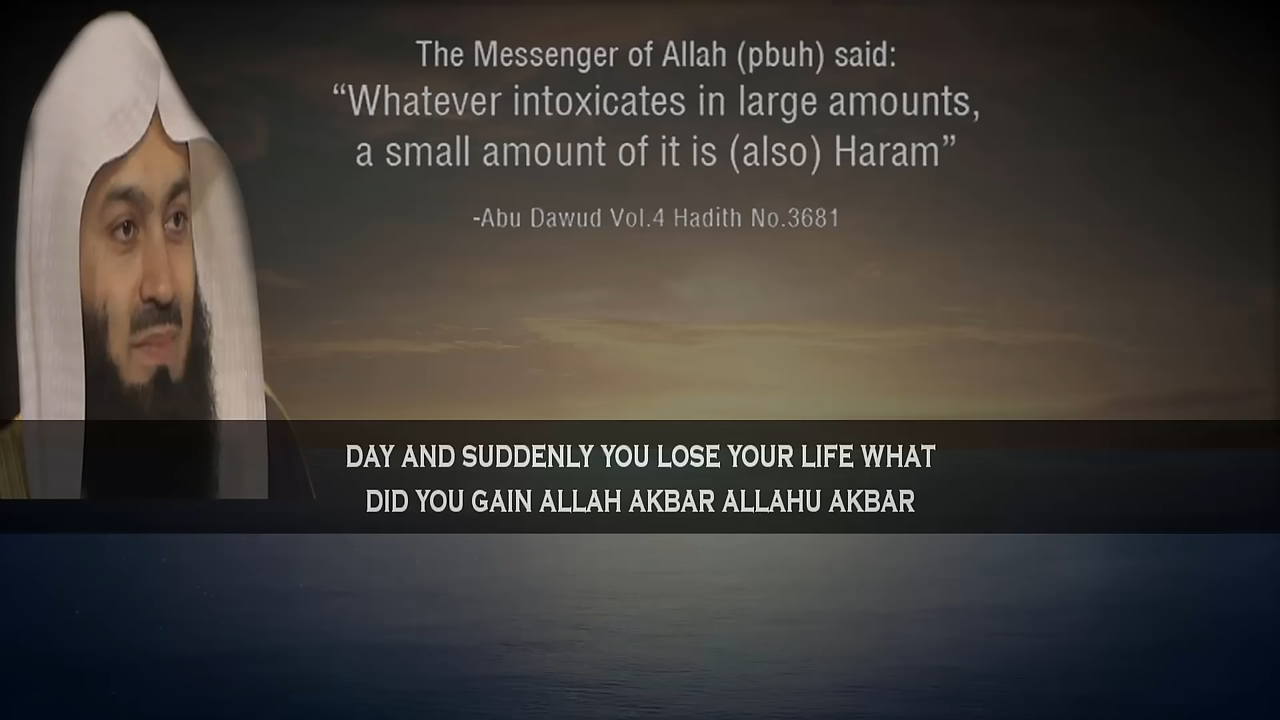 The Messenger of Allah (pbuh) said:
“Whatever intoxicates in large amounts,
a small amount of it is (also) Haram”
-Abu Dawud Vol.4 Hadith No.3681
DAY AND SUDDENLY YOU LOSE YOUR LIFE WHAT
DID YOU GAIN ALLAH AKBAR ALLAHU AKBAR